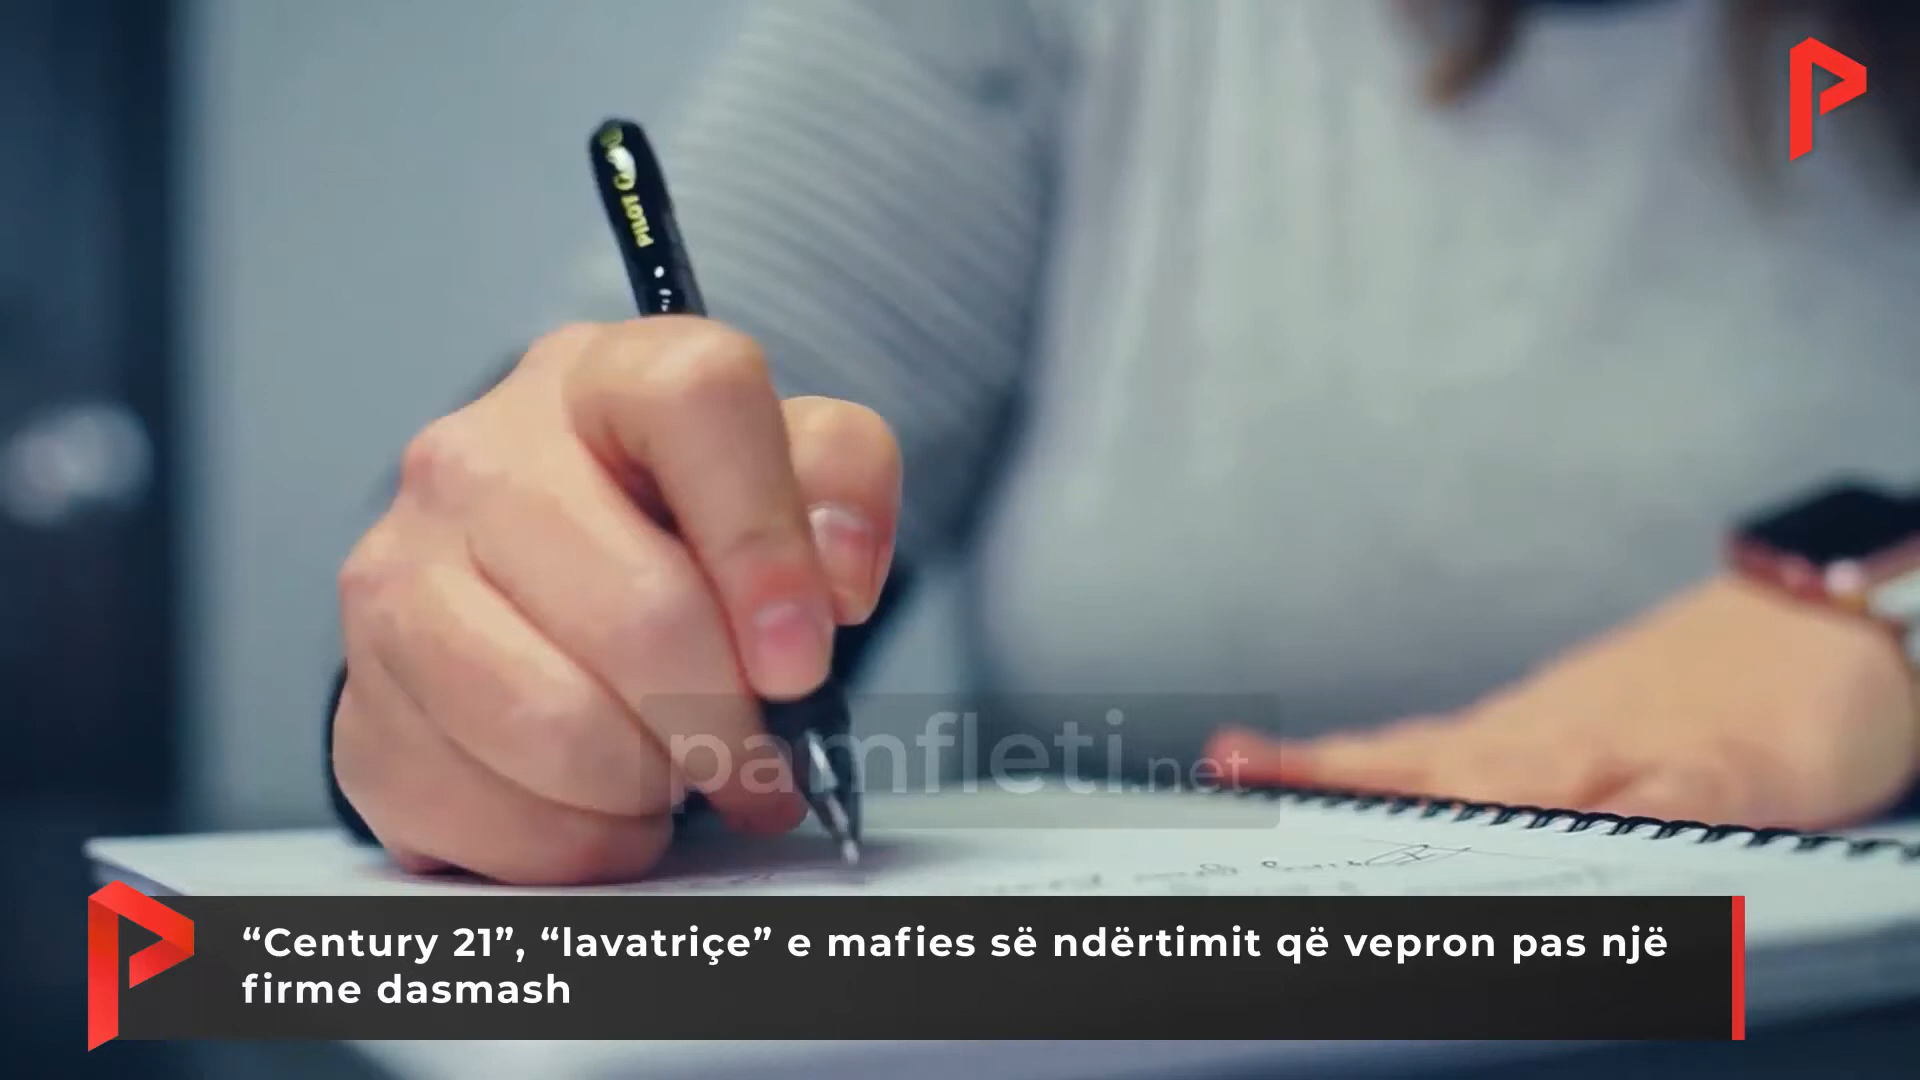 PILOT
pamfleti.net
“Century 21”, “lavatriçe” e mafies së ndërtimit që vepron pas një
firme dasmash